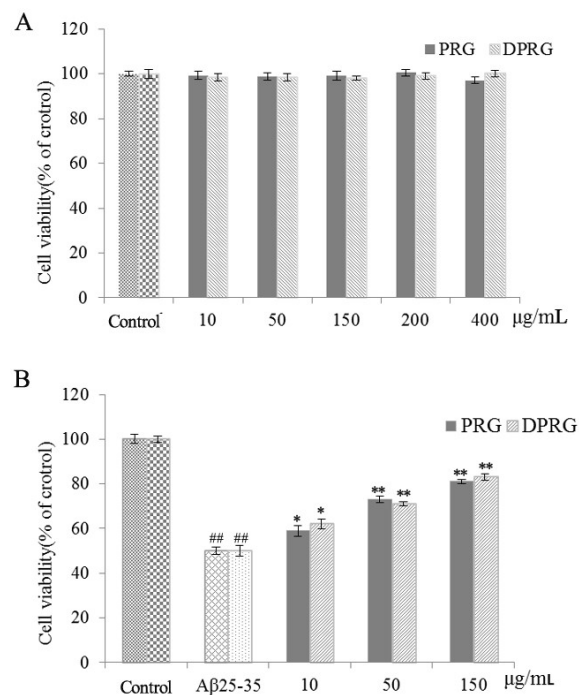 A
PRG DPRG
Cell viability(% of crotrol)
120
100
80
60
40
20
0
Control 10 50 150 200 400 μg/mL
B
PRG DPRG
Cell viability(% of crotrol)
120
100
80
60
40
20
0
## ## * * ** ** ** **
Control Aβ25-35 10 50 150 μg/mL